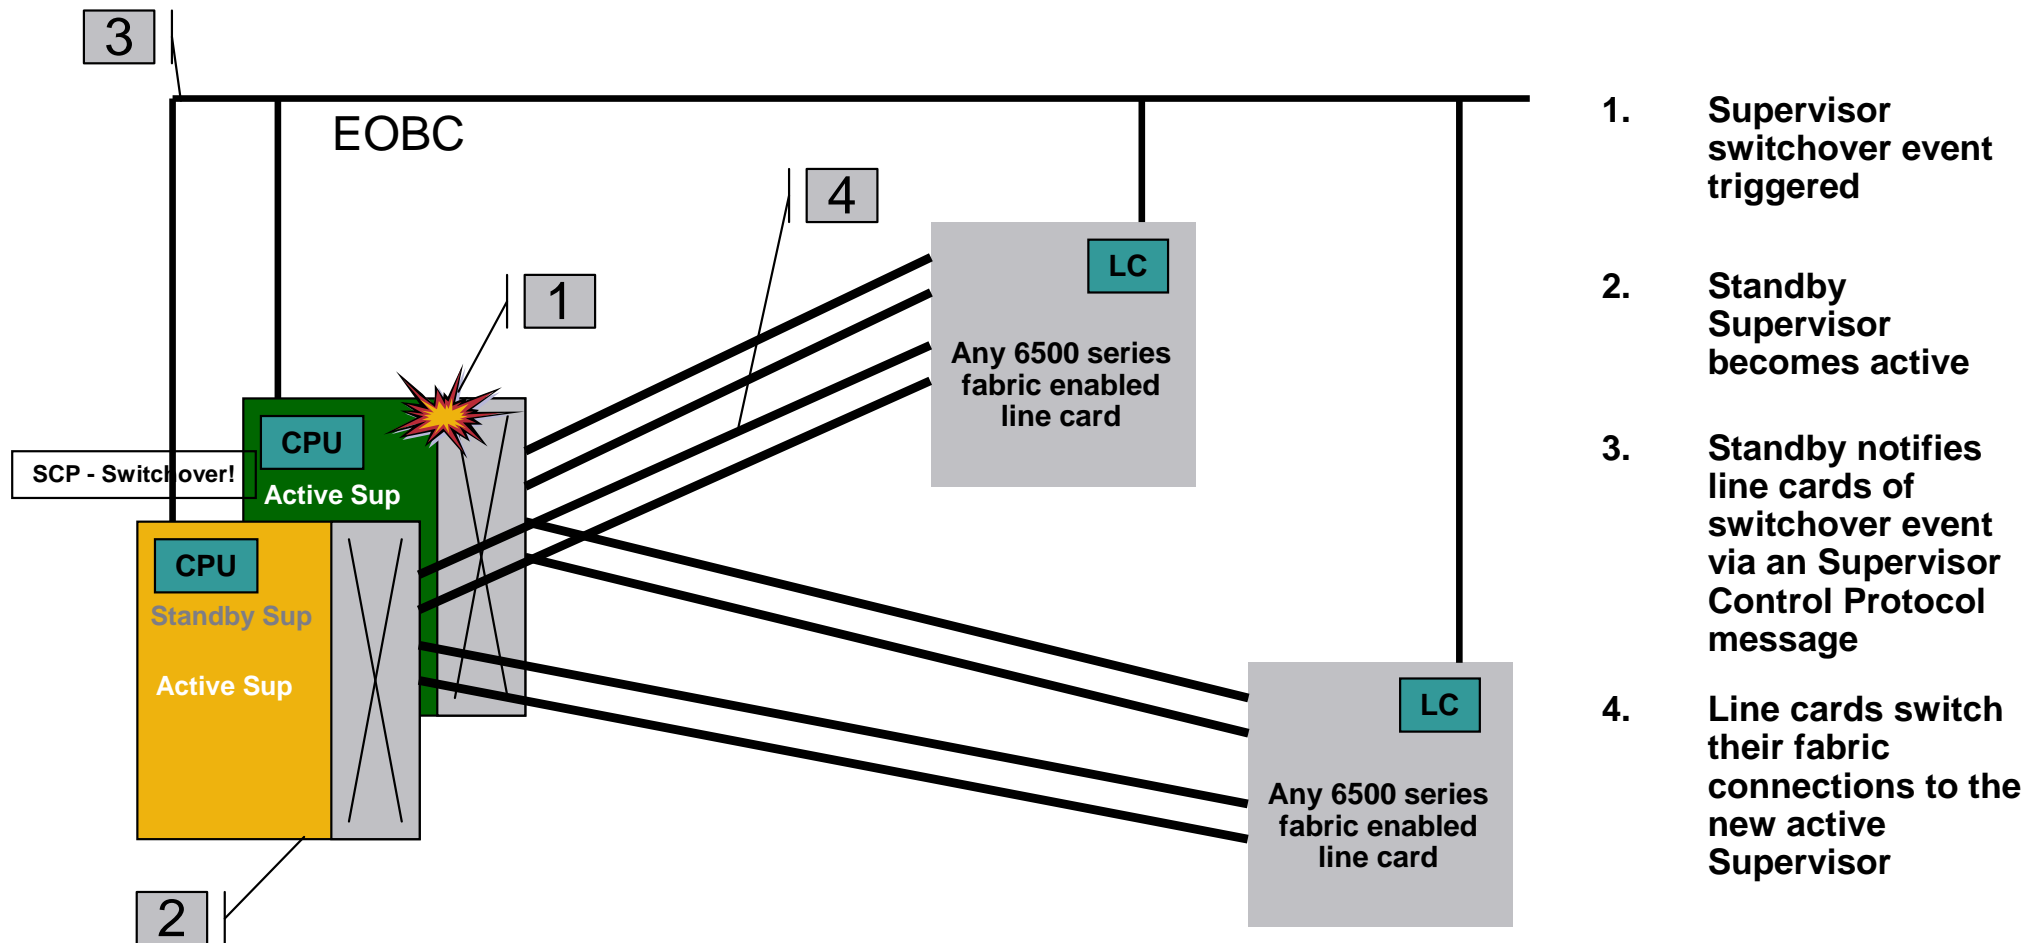 3
EOBC
4
1
LC
Any 6500 series
fabric enabled
line card
CPU
Active Sup
SCP - Switchover!
CPU
Standby Sup
Active Sup
LC
Any 6500 series
fabric enabled
line card
2
1. Supervisor
switchover event
triggered
2. Standby
Supervisor
becomes active
3. Standby notifies
line cards of
switchover event
via an Supervisor
Control Protocol
message
4. Line cards switch
their fabric
connections to the
new active
Supervisor